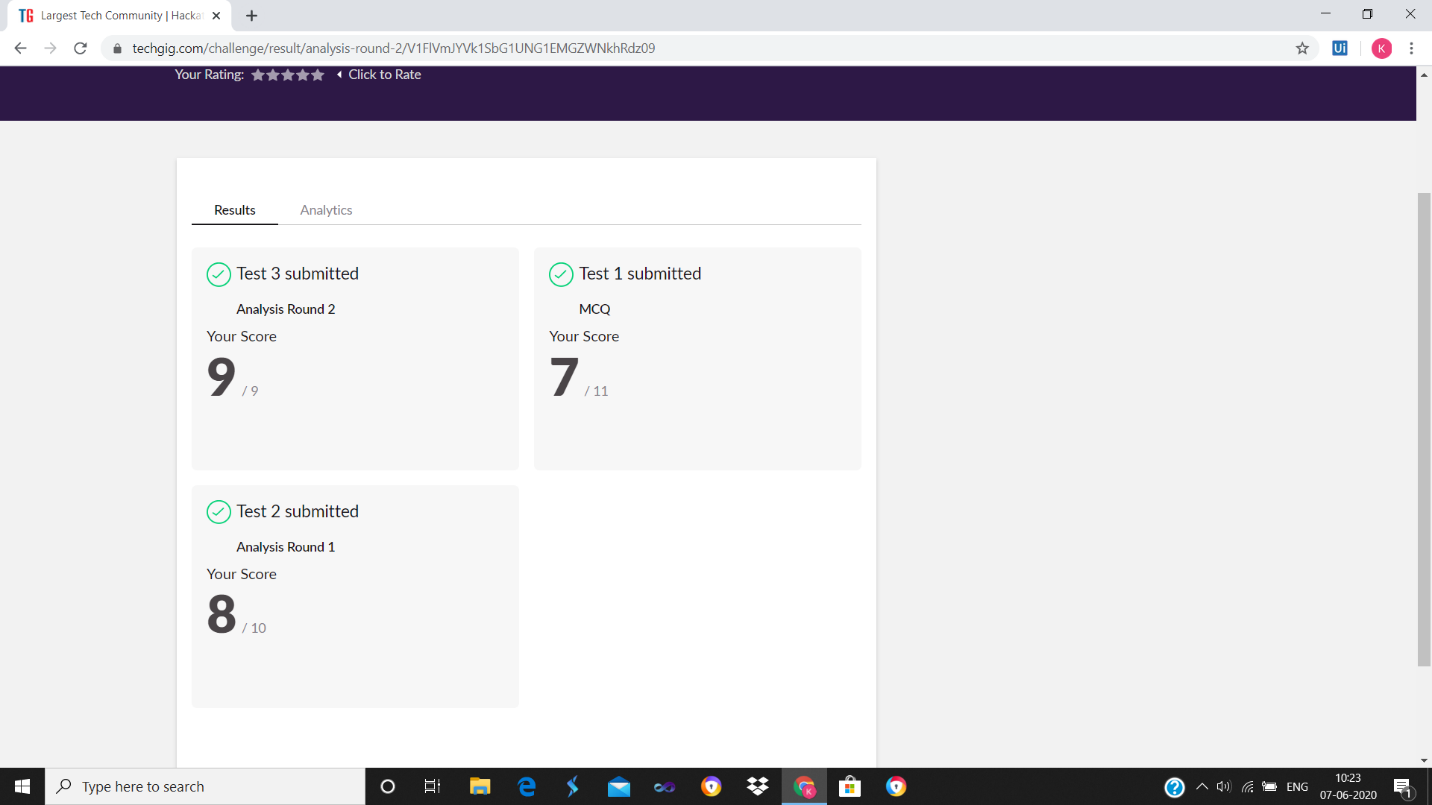 TG Largest Tech Community | Hacka
techgig.com/challenge/result/analysis-round-2/V1FlVmJYVk1SbG1UNG1EMGZWNkhRdz09
Ui
K
Your Rating: Click to Rate
Results Analytics
Test 3 submitted
Analysis Round 2
Your Score
9 / 9
Test 1 submitted
MCQ
Your Score
7 / 11
Test 2 submitted
Analysis Round 1
Your Score
8 / 10
Type here to search
K
ENG
10:23
07-06-2020
1